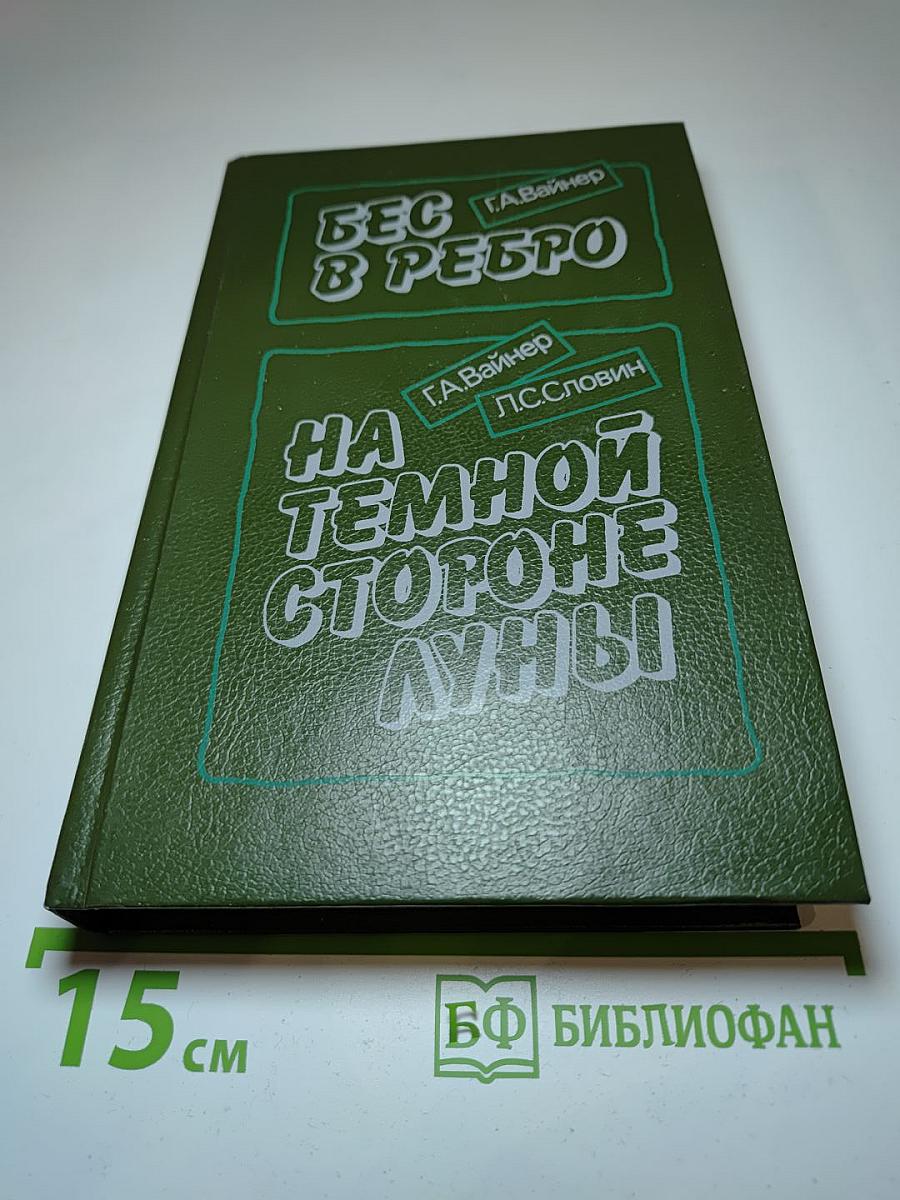 Г.А.Вайнер
БЕС
В РЕБРО
Г.А.Вайнер
Л.С.Словин
НА
ТЕМНОЙ
СТОРОНЕ
ЛУНЫ
15 см
БФ БИБЛИОФАН